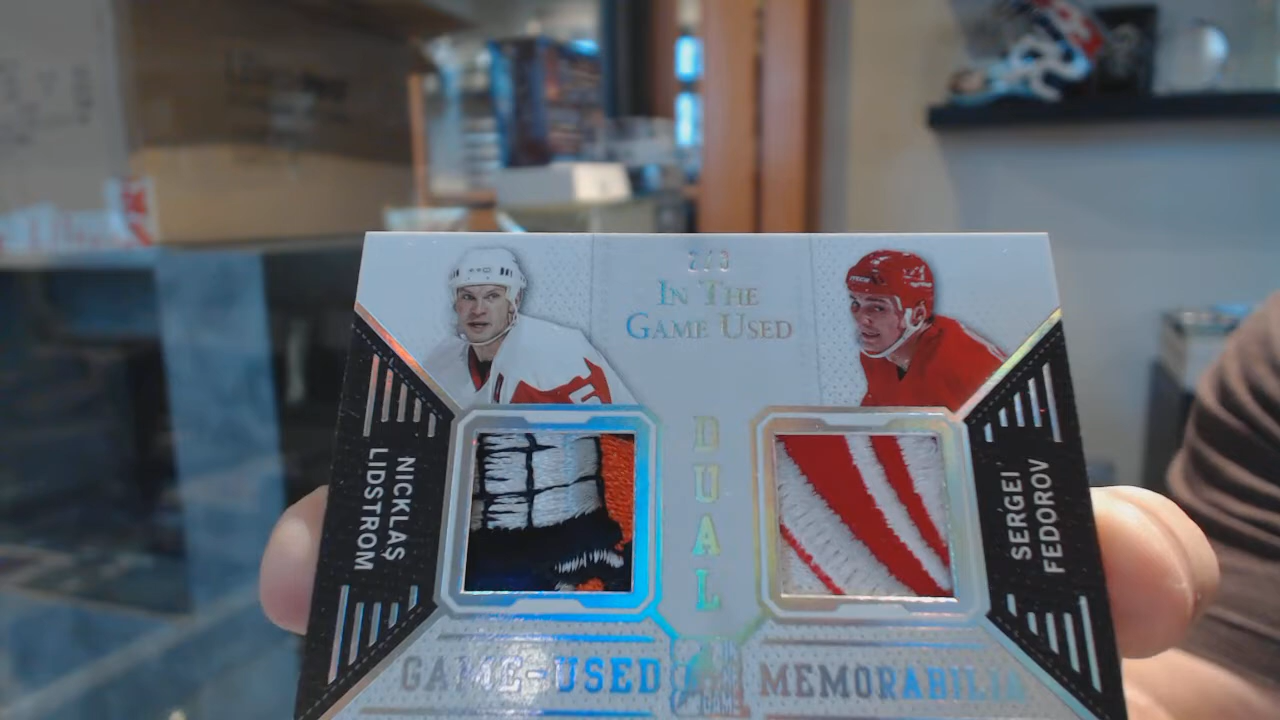 IN THE
GAME USED
NICKLAS
LIDSTROM
DUAL
SERGEI
FEDOROV
GAME-USED MEMORABILIA